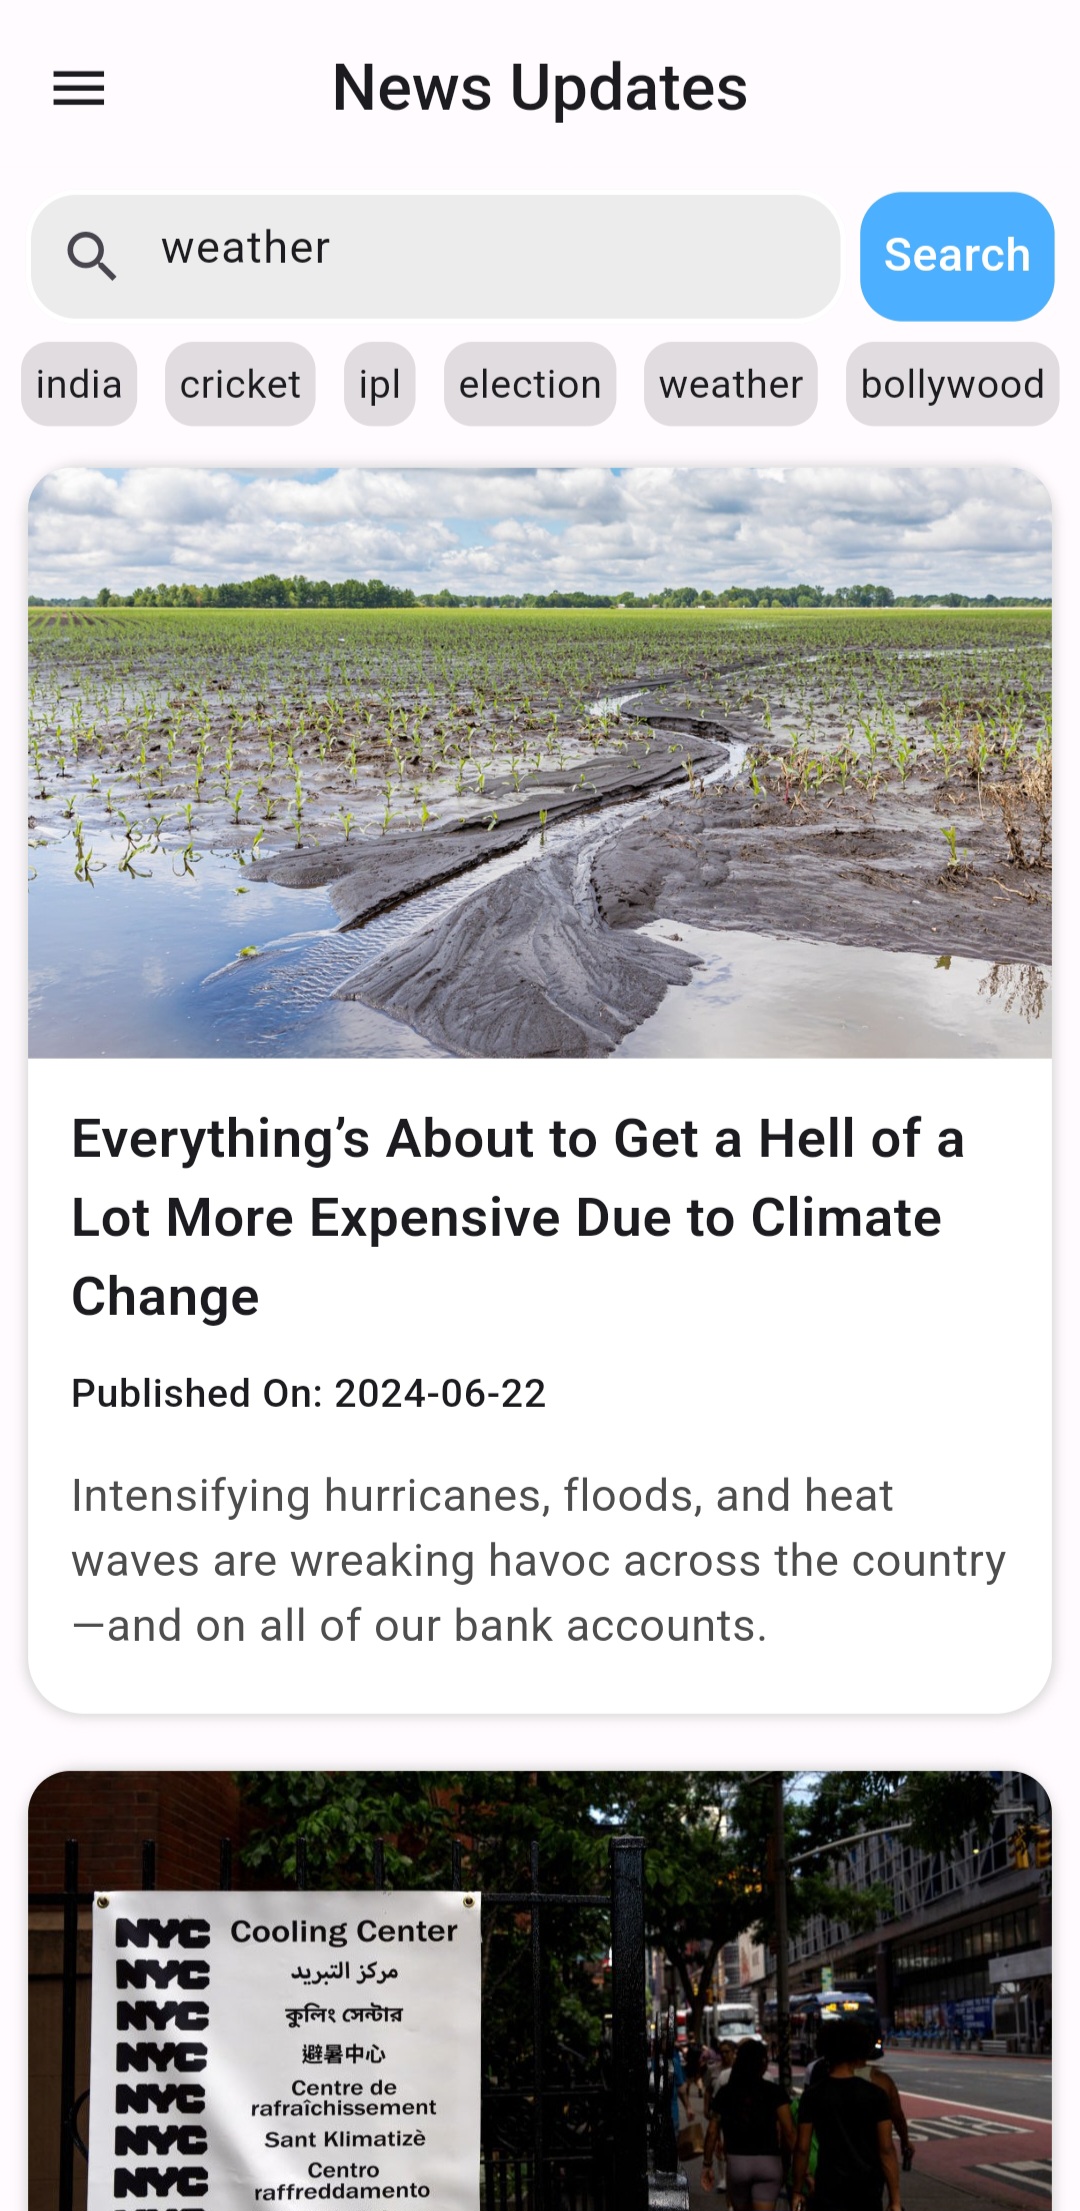 News Updates
weather
Search
india
cricket
ipl
election
weather
bollywood
Everything’s About to Get a Hell of a
Lot More Expensive Due to Climate
Change
Published On: 2024-06-22
Intensifying hurricanes, floods, and heat
waves are wreaking havoc across the country
—and on all of our bank accounts.
NYC Cooling Center
NYC مركز التبريد
NYC কুলিং সেন্টার
NYC 避暑中心
NYC Centre de
rafraîchissement
NYC Sant Klimatizè
NYC Centro
raffreddamento